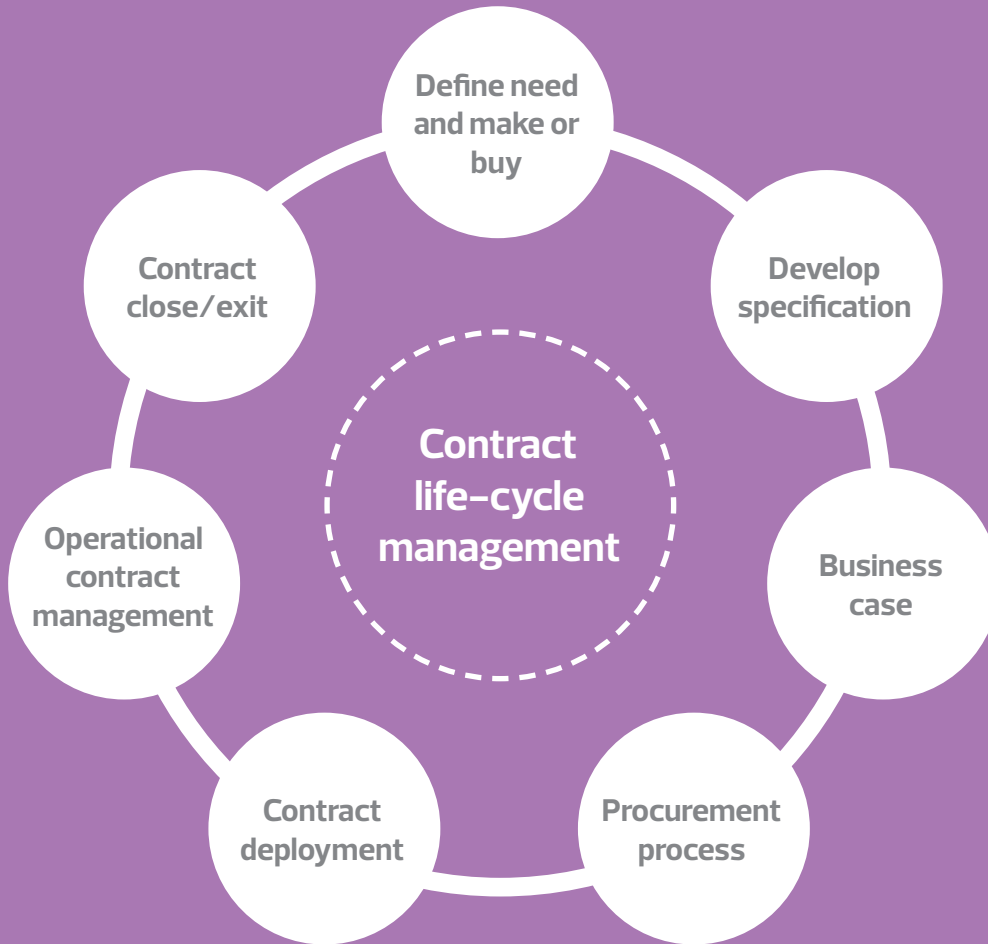 Define need
and make or
buy
Develop
specification
Business
case
Procurement
process
Contract
deployment
Operational
contract
management
Contract
close/exit
Contract
life-cycle
management